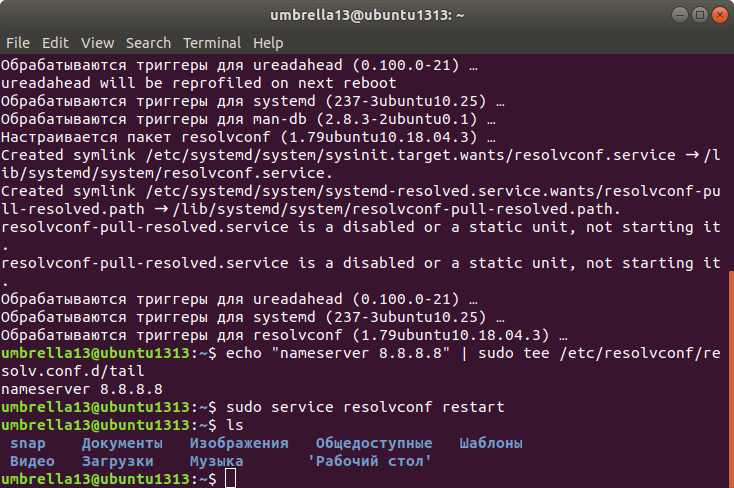 umbrella13@ubuntu1313: ~
File Edit View Search Terminal Help
Обрабатываются триггеры для ureadahead (0.100.0-21) …
ureadahead will be reprofiled on next reboot
Обрабатываются триггеры для systemd (237-3ubuntu10.25) …
Обрабатываются триггеры для man-db (2.8.3-2ubuntu0.1) …
Настраивается пакет resolvconf (1.79ubuntu10.18.04.3) …
Created symlink /etc/systemd/system/sysinit.target.wants/resolvconf.service → /l
ib/systemd/system/resolvconf.service.
Created symlink /etc/systemd/system/systemd-resolved.service.wants/resolvconf-pu
ll-resolved.path → /lib/systemd/system/resolvconf-pull-resolved.path.
resolvconf-pull-resolved.service is a disabled or a static unit, not starting it
.
resolvconf-pull-resolved.service is a disabled or a static unit, not starting it
.
Обрабатываются триггеры для ureadahead (0.100.0-21) …
Обрабатываются триггеры для systemd (237-3ubuntu10.25) …
Обрабатываются триггеры для resolvconf (1.79ubuntu10.18.04.3) …
umbrella13@ubuntu1313:~$ echo "nameserver 8.8.8.8" | sudo tee /etc/resolvconf/re
solv.conf.d/tail
nameserver 8.8.8.8
umbrella13@ubuntu1313:~$ sudo service resolvconf restart
umbrella13@ubuntu1313:~$ ls
snap Документы Изображения Общедоступные Шаблоны
Видео Загрузки Музыка 'Рабочий стол'
umbrella13@ubuntu1313:~$